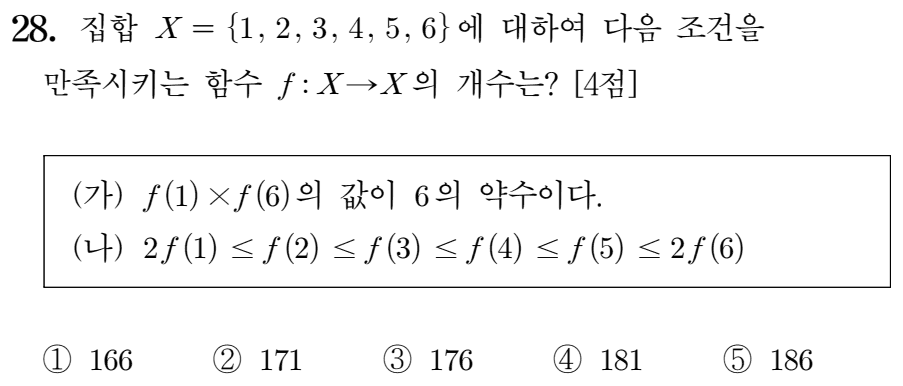 28. 집합 X = {1, 2, 3, 4, 5, 6}에 대하여 다음 조건을
만족시키는 함수 f : X→X의 개수는? [4점]
(가) f(1)×f(6)의 값이 6의 약수이다.
(나) 2f(1) ≤ f(2) ≤ f(3) ≤ f(4) ≤ f(5) ≤ 2f(6)
① 166 ② 171 ③ 176 ④ 181 ⑤ 186